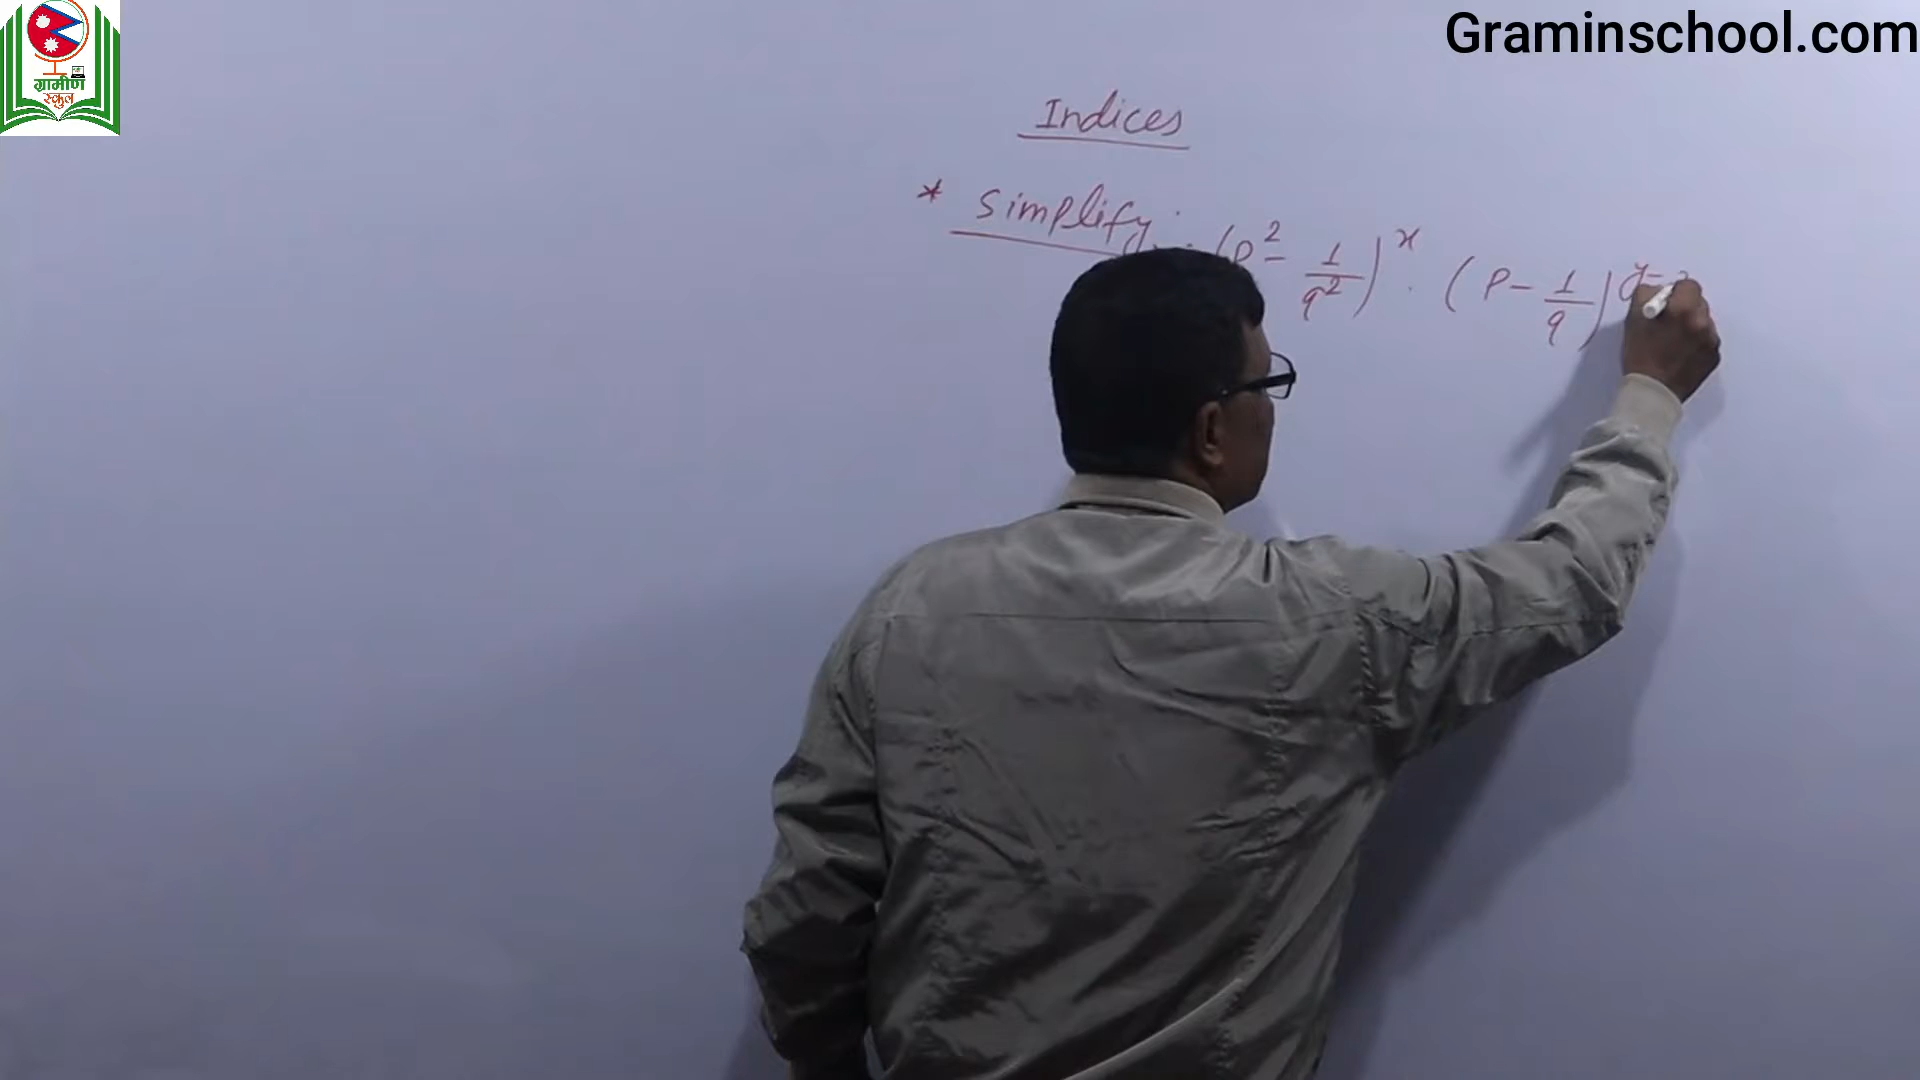 Graminschool.com
ग्रामीण
स्कुल
Indices
* Simplify: (p² - 1/q²)ˣ · (p - 1/q)ʸ⁻